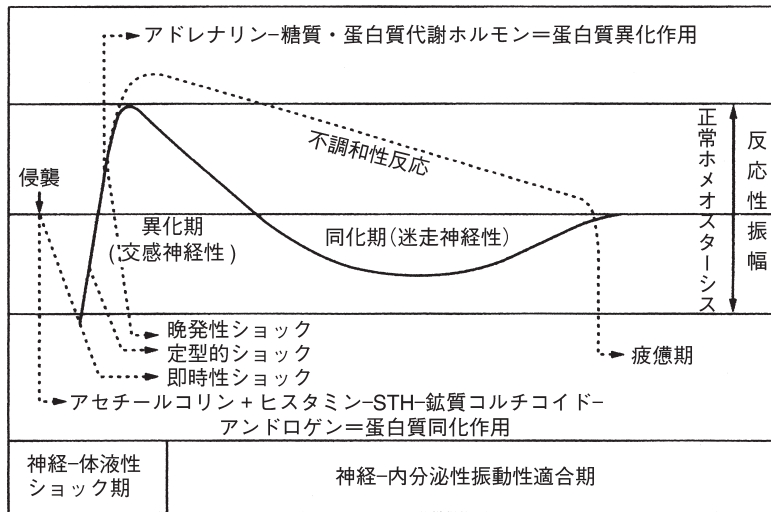 アドレナリン–糖質・蛋白質代謝ホルモン＝蛋白質異化作用
不調和性反応
正常ホメオスターシス
反応性振幅
侵襲
異化期
(交感神経性)
同化期(迷走神経性)
晩発性ショック
定型的ショック
即時性ショック
疲憊期
アセチールコリン＋ヒスタミン–STH–鉱質コルチコイド–
アンドロゲン＝蛋白質同化作用
神経–体液性
ショック期
神経–内分泌性振動性適合期